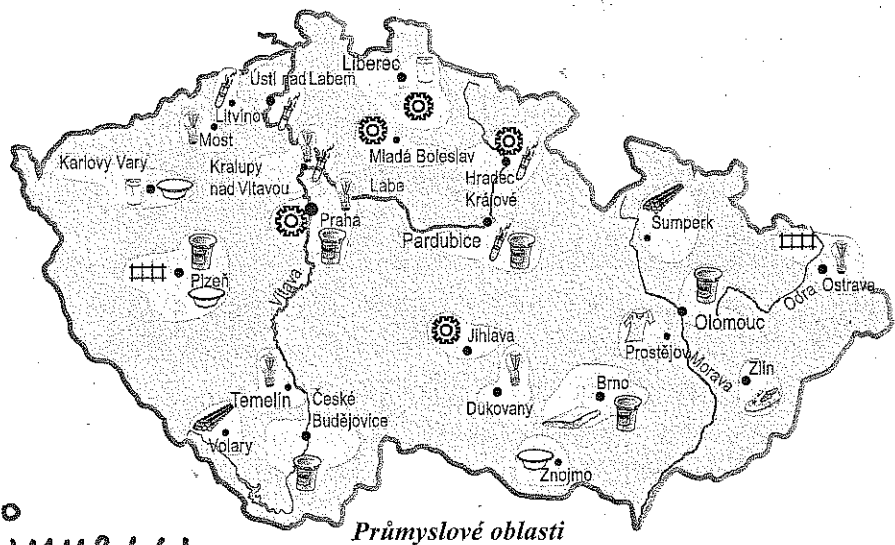 Liberec
Ústí nad Labem
Litvínov
Most
Mladá Boleslav
Karlovy Vary
Kralupy
nad Vltavou
Labe
Hradec
Králové
Praha
Pardubice
Šumperk
Plzeň
Vltava
Odra
Ostrava
Olomouc
Jihlava
Prostějov
Morava
Zlín
Temelín
České
Budějovice
Dukovany
Brno
Volary
Znojmo
Průmyslové oblasti